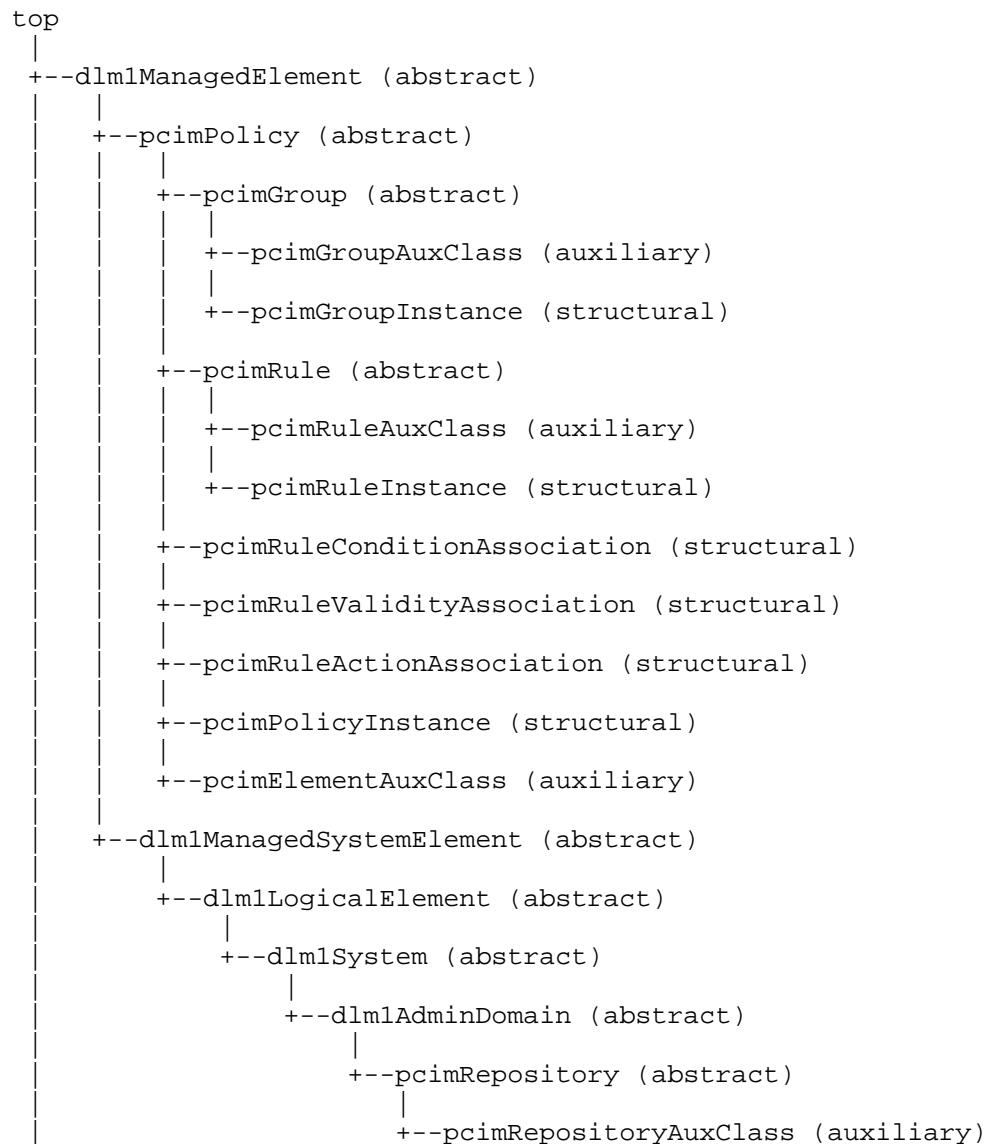 top
|
+--dlm1ManagedElement (abstract)
| |
| +--pcimPolicy (abstract)
| | |
| | +--pcimGroup (abstract)
| | | |
| | | +--pcimGroupAuxClass (auxiliary)
| | | |
| | | +--pcimGroupInstance (structural)
| | |
| | +--pcimRule (abstract)
| | | |
| | | +--pcimRuleAuxClass (auxiliary)
| | | |
| | | +--pcimRuleInstance (structural)
| | |
| | +--pcimRuleConditionAssociation (structural)
| | |
| | +--pcimRuleValidityAssociation (structural)
| | |
| | +--pcimRuleActionAssociation (structural)
| | |
| | +--pcimPolicyInstance (structural)
| | |
| | +--pcimElementAuxClass (auxiliary)
| |
| +--dlm1ManagedSystemElement (abstract)
| |
| +--dlm1LogicalElement (abstract)
| |
| +--dlm1System (abstract)
| |
| +--dlm1AdminDomain (abstract)
| |
| +--pcimRepository (abstract)
| |
| +--pcimRepositoryAuxClass (auxiliary)